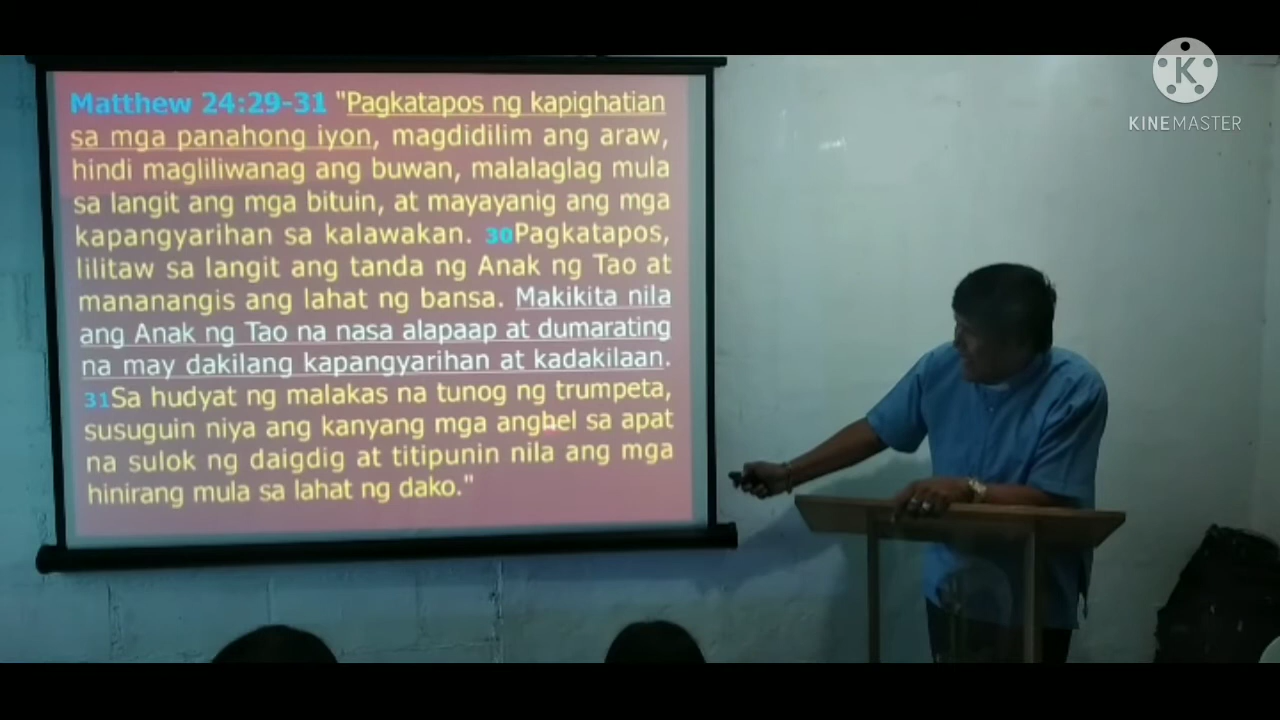 Matthew 24:29-31 "Pagkatapos ng kapighatian
sa mga panahong iyon, magdidilim ang araw,
hindi magliliwanag ang buwan, malalaglag mula
sa langit ang mga bituin, at mayayanig ang mga
kapangyarihan sa kalawakan. 30Pagkatapos,
lilitaw sa langit ang tanda ng Anak ng Tao at
mananangis ang lahat ng bansa. Makikita nila
ang Anak ng Tao na nasa alapaap at dumarating
na may dakilang kapangyarihan at kadakilaan.
31Sa hudyat ng malakas na tunog ng trumpeta,
susuguin niya ang kanyang mga anghel sa apat
na sulok ng daigdig at titipunin nila ang mga
hinirang mula sa lahat ng dako."
K
KINEMASTER